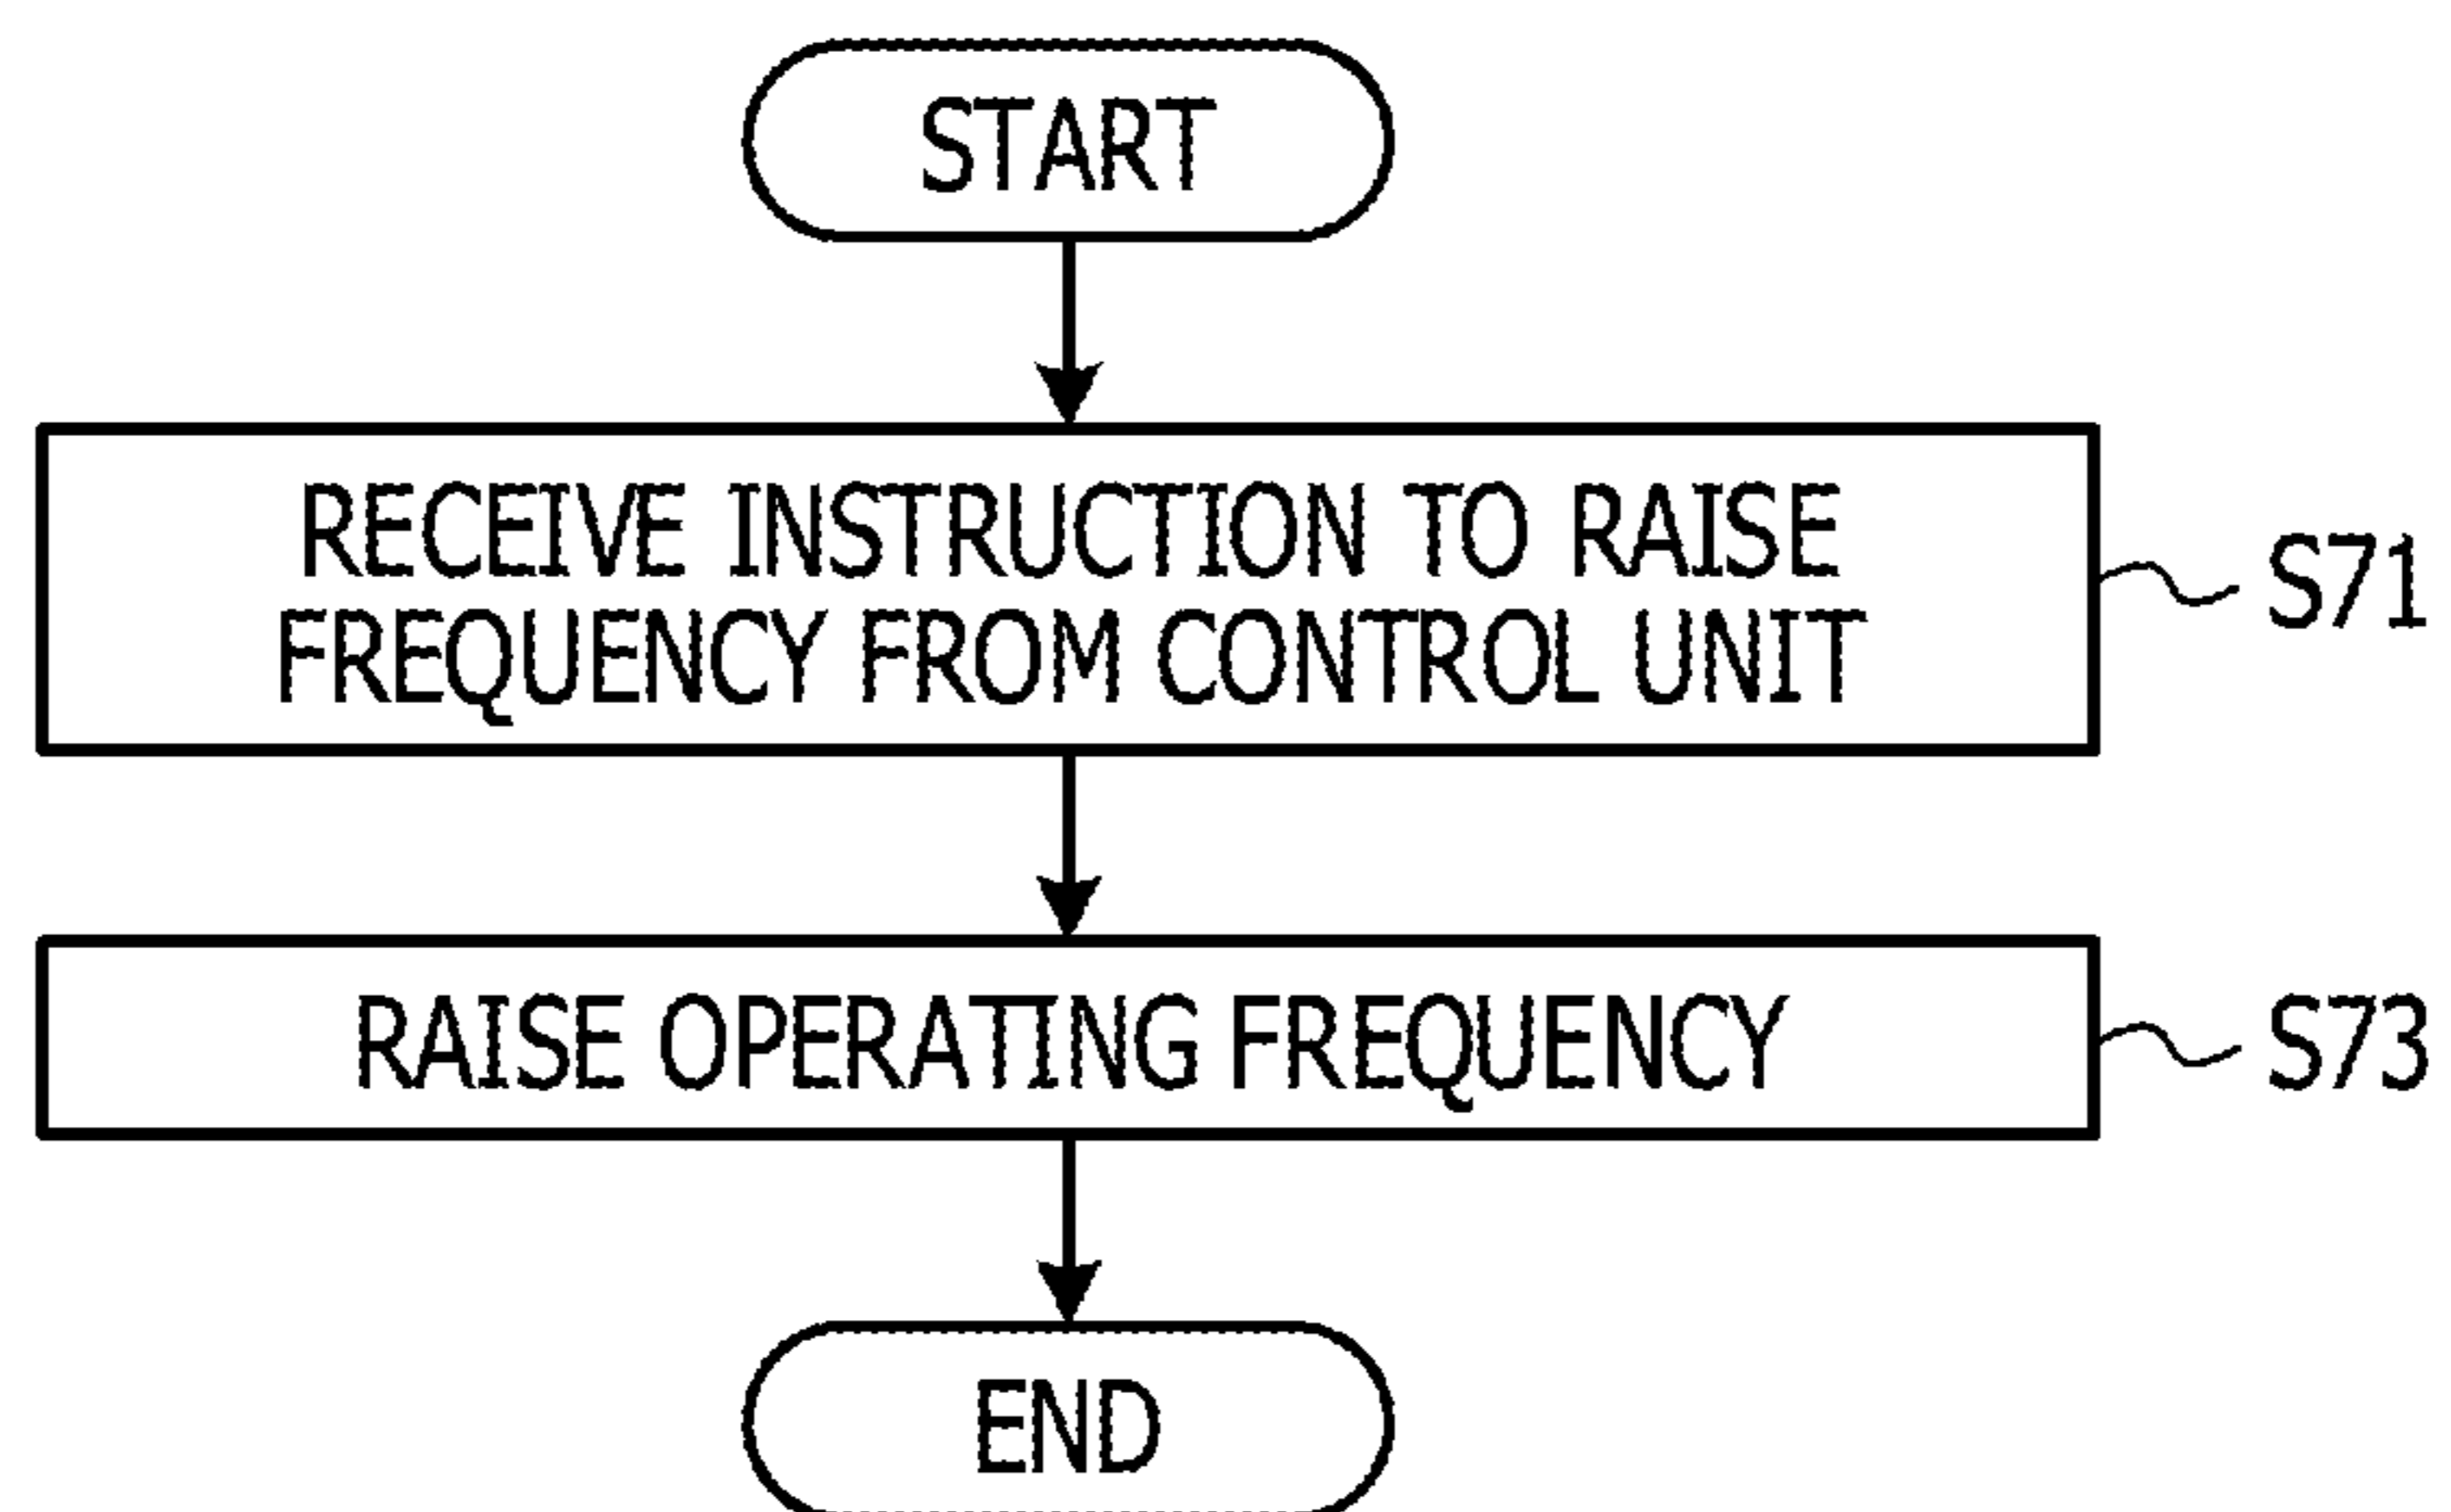 START
RECEIVE INSTRUCTION TO RAISE
FREQUENCY FROM CONTROL UNIT
S71
RAISE OPERATING FREQUENCY
S73
END